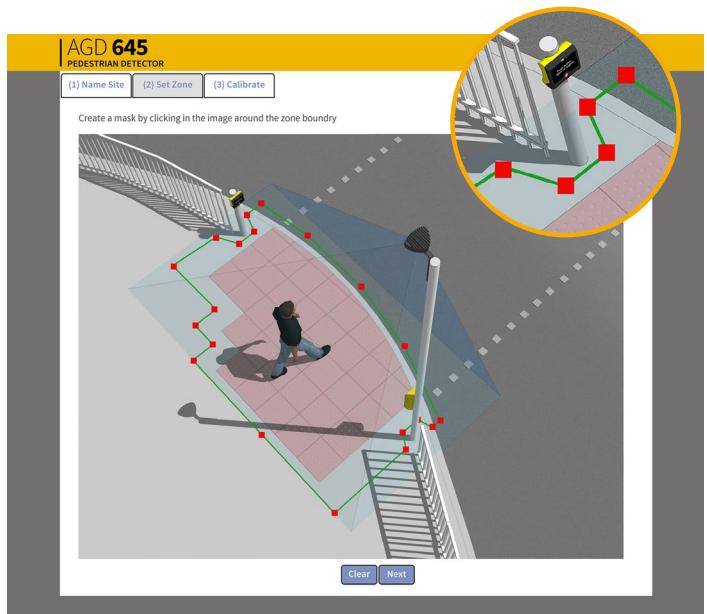 AGD 645
PEDESTRIAN DETECTOR
(1) Name Site
(2) Set Zone
(3) Calibrate
Create a mask by clicking in the image around the zone boundry
Clear
Next